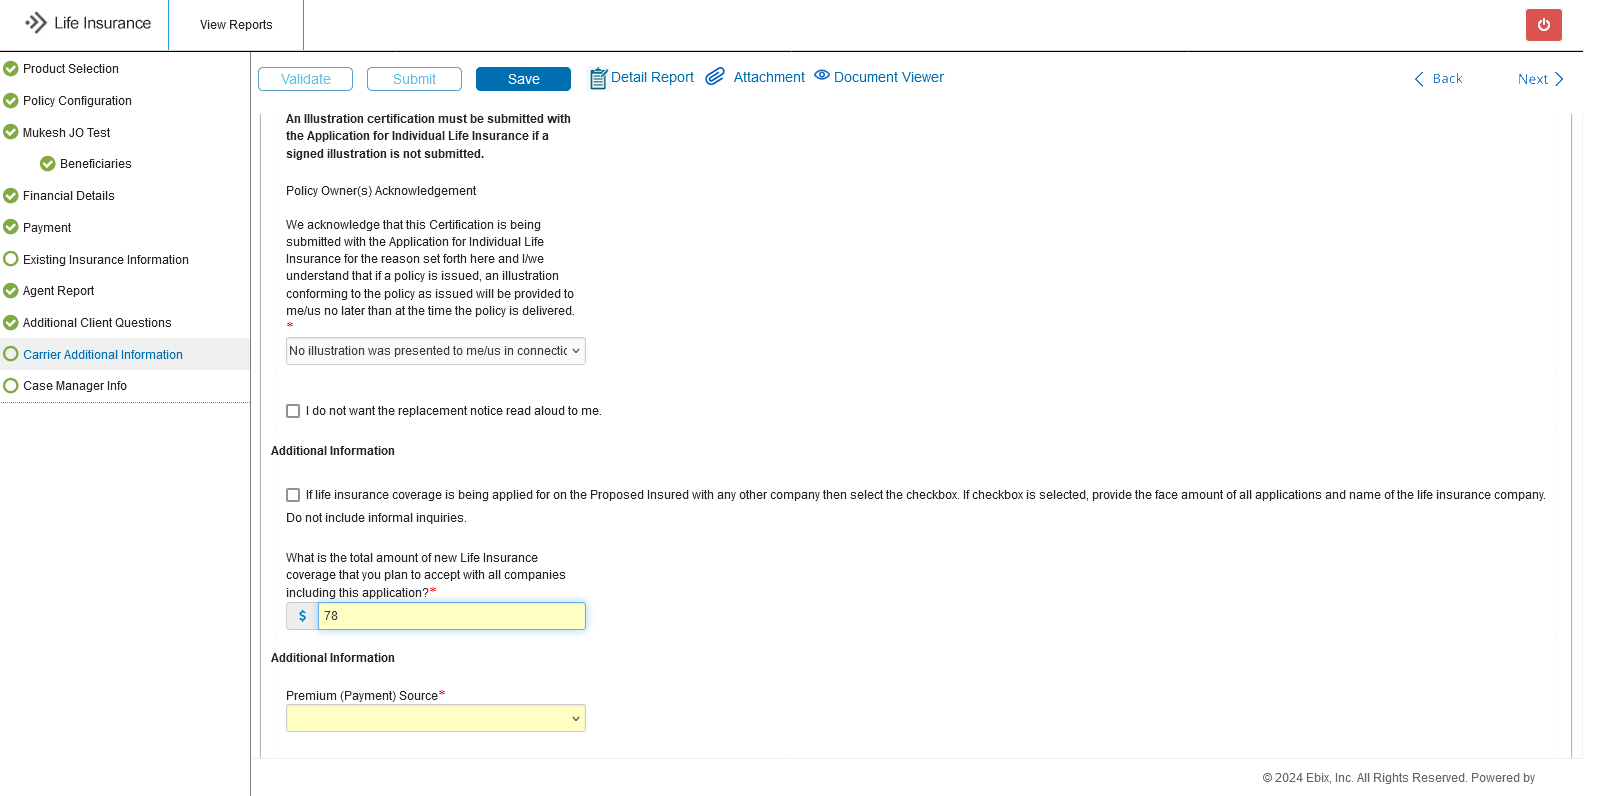 Life Insurance
View Reports
Product Selection
Policy Configuration
Mukesh JO Test
Beneficiaries
Financial Details
Payment
Existing Insurance Information
Agent Report
Additional Client Questions
Carrier Additional Information
Case Manager Info
Validate
Submit
Save
Detail Report
Attachment
Document Viewer
Back
Next
An Illustration certification must be submitted with
the Application for Individual Life Insurance if a
signed illustration is not submitted.
Policy Owner(s) Acknowledgement
We acknowledge that this Certification is being
submitted with the Application for Individual Life
Insurance for the reason set forth here and I/we
understand that if a policy is issued, an illustration
conforming to the policy as issued will be provided to
me/us no later than at the time the policy is delivered.
*
No illustration was presented to me/us in connectic
I do not want the replacement notice read aloud to me.
Additional Information
If life insurance coverage is being applied for on the Proposed Insured with any other company then select the checkbox. If checkbox is selected, provide the face amount of all applications and name of the life insurance company.
Do not include informal inquiries.
What is the total amount of new Life Insurance
coverage that you plan to accept with all companies
including this application?*
$ 78
Additional Information
Premium (Payment) Source*
© 2024 Ebix, Inc. All Rights Reserved. Powered by